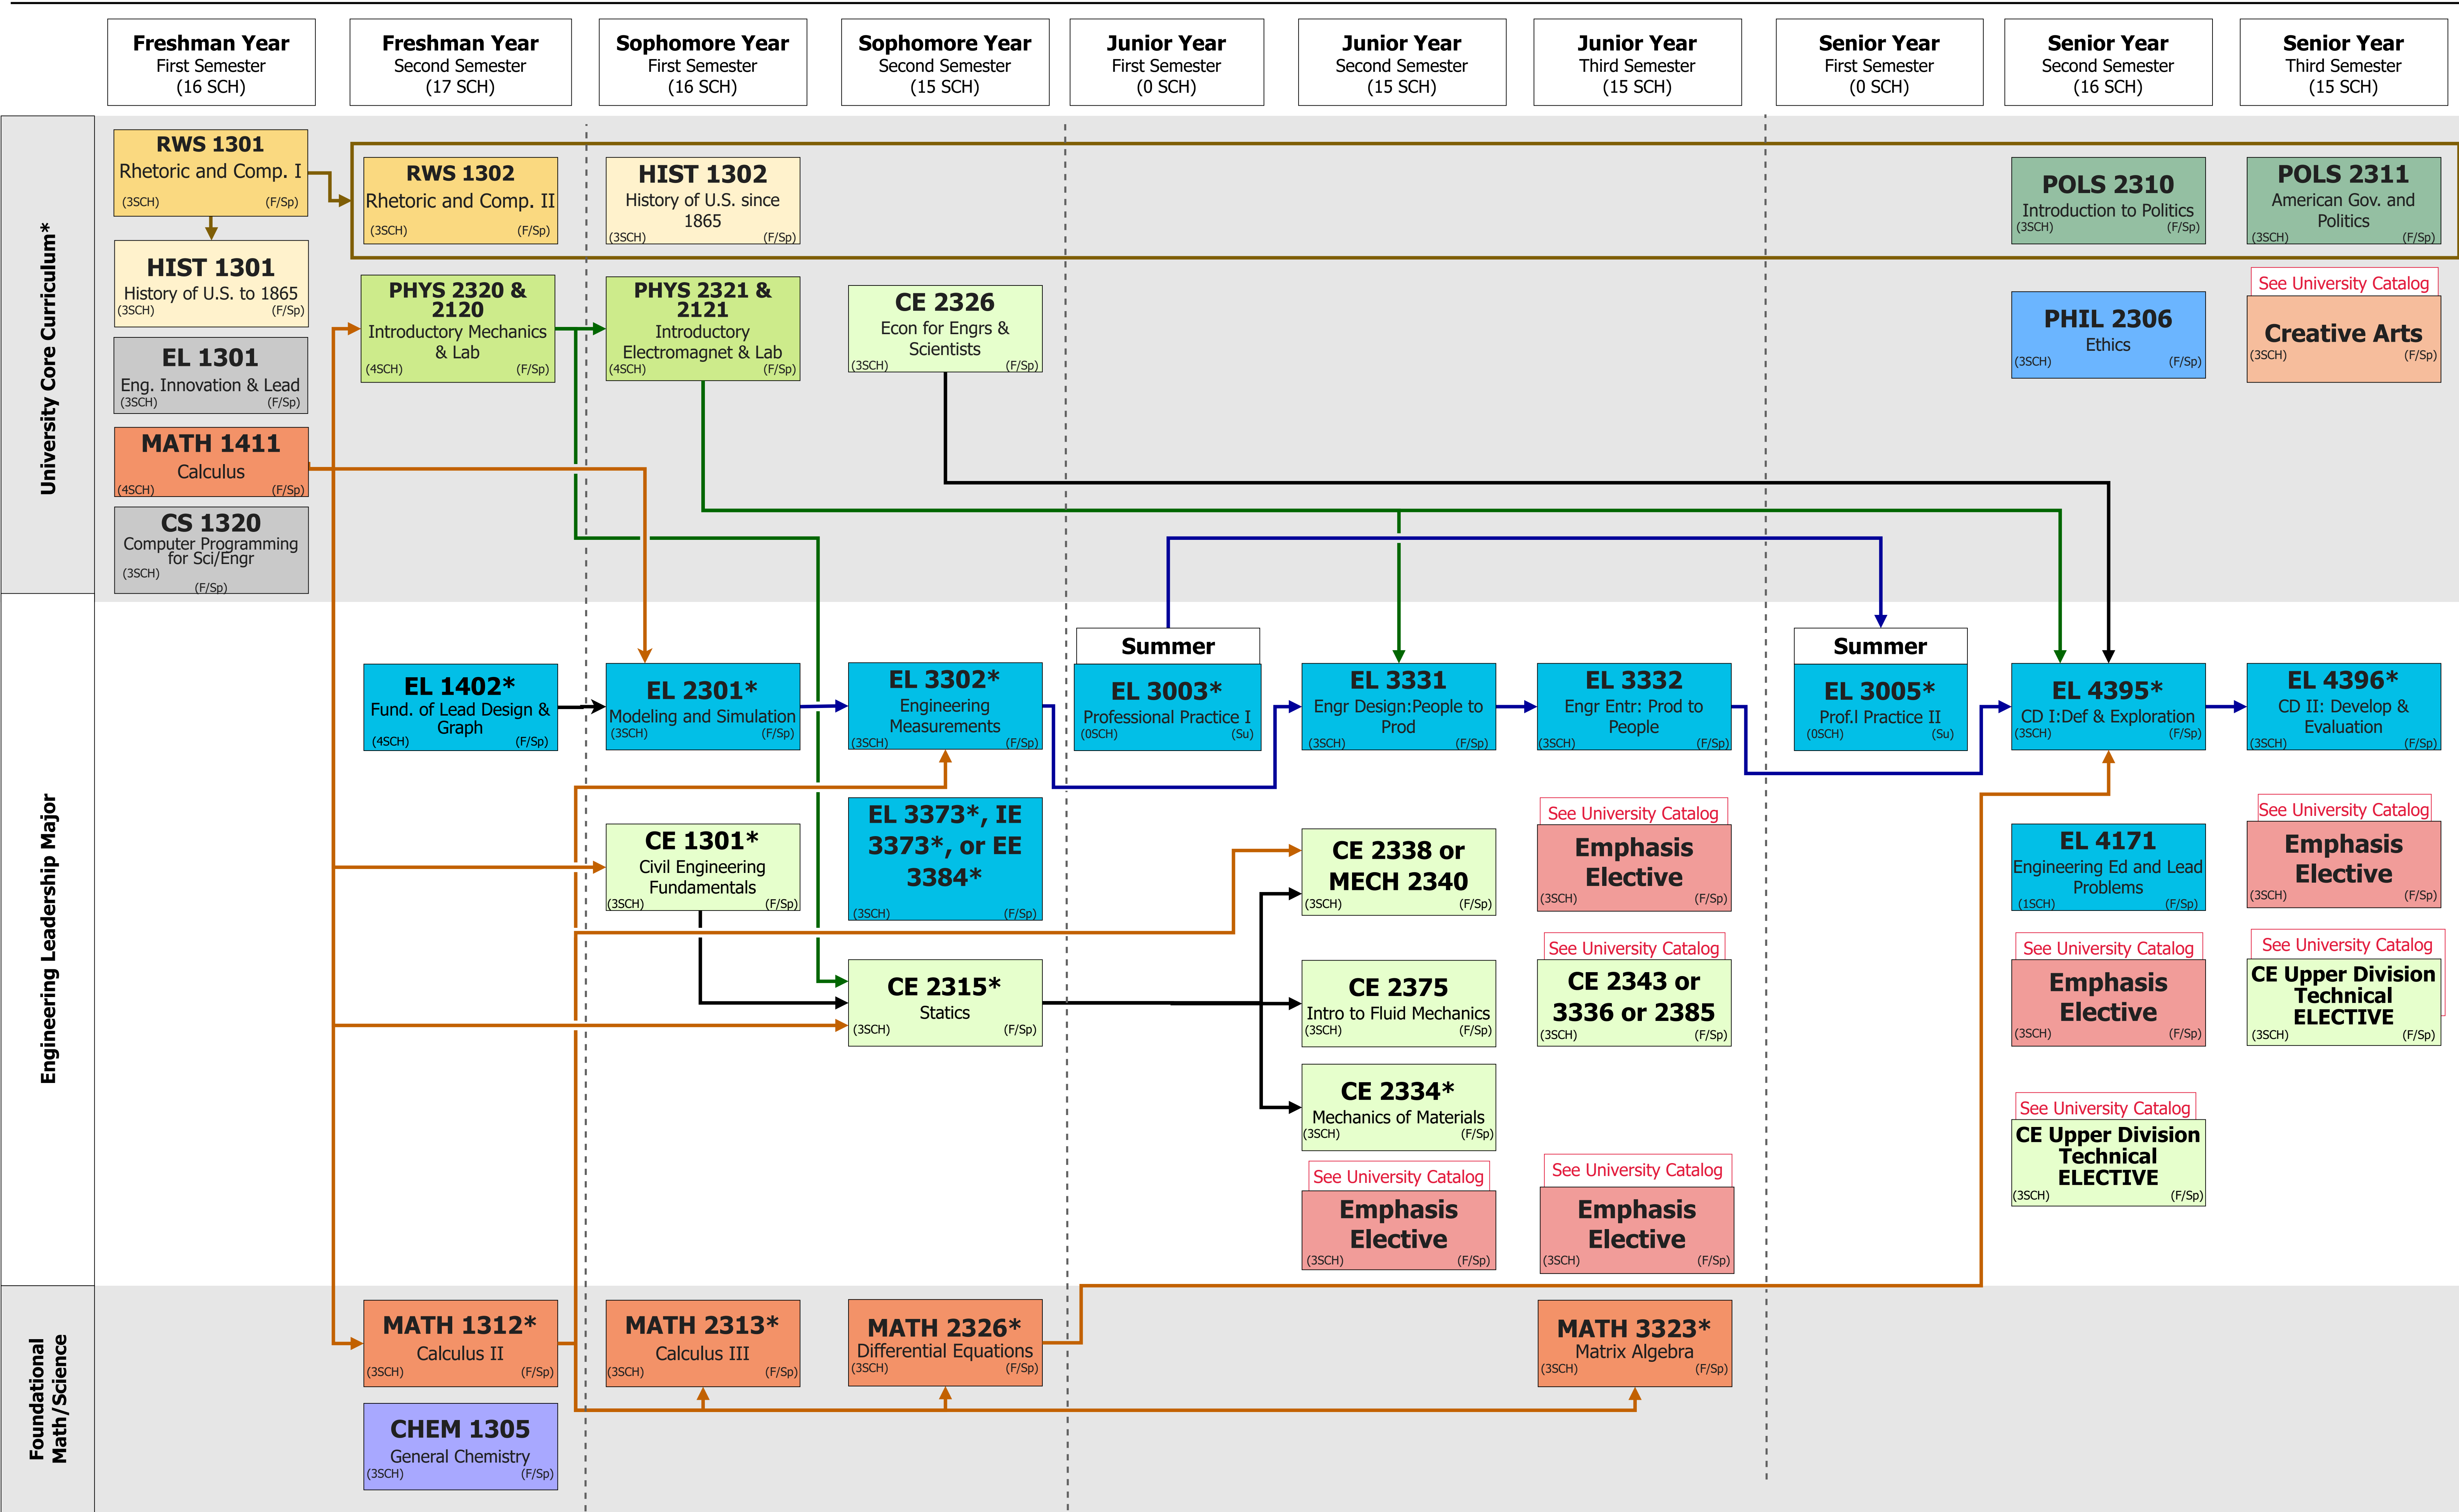 Freshman Year
First Semester
(16 SCH)
Freshman Year
Second Semester
(17 SCH)
Sophomore Year
First Semester
(16 SCH)
Sophomore Year
Second Semester
(15 SCH)
Junior Year
First Semester
(0 SCH)
Junior Year
Second Semester
(15 SCH)
Junior Year
Third Semester
(15 SCH)
Senior Year
First Semester
(0 SCH)
Senior Year
Second Semester
(16 SCH)
Senior Year
Third Semester
(15 SCH)
University Core Curriculum*
RWS 1301
Rhetoric and Comp. I
(3SCH) (F/Sp)
HIST 1301
History of U.S. to 1865
(3SCH) (F/Sp)
EL 1301
Eng. Innovation & Lead
(3SCH) (F/Sp)
MATH 1411
Calculus
(4SCH) (F/Sp)
CS 1320
Computer Programming
for Sci/Engr
(3SCH)
(F/Sp)
RWS 1302
Rhetoric and Comp. II
(3SCH) (F/Sp)
PHYS 2320 &
2120
Introductory Mechanics
& Lab
(4SCH) (F/Sp)
HIST 1302
History of U.S. since
1865
(3SCH) (F/Sp)
PHYS 2321 &
2121
Introductory
Electromagnet & Lab
(4SCH) (F/Sp)
CE 2326
Econ for Engrs &
Scientists
(3SCH) (F/Sp)
POLS 2310
Introduction to Politics
(3SCH) (F/Sp)
PHIL 2306
Ethics
(3SCH) (F/Sp)
POLS 2311
American Gov. and
Politics
(3SCH) (F/Sp)
See University Catalog
Creative Arts
(3SCH) (F/Sp)
Engineering Leadership Major
EL 1402*
Fund. of Lead Design &
Graph
(4SCH) (F/Sp)
EL 2301*
Modeling and Simulation
(3SCH) (F/Sp)
CE 1301*
Civil Engineering
Fundamentals
(3SCH) (F/Sp)
EL 3302*
Engineering
Measurements
(3SCH) (F/Sp)
EL 3373*, IE
3373*, or EE
3384*
(3SCH) (F/Sp)
CE 2315*
Statics
(3SCH) (F/Sp)
Summer
EL 3003*
Professional Practice I
(0SCH) (Su)
EL 3331
Engr Design:People to
Prod
(3SCH) (F/Sp)
CE 2338 or
MECH 2340
(3SCH) (F/Sp)
CE 2375
Intro to Fluid Mechanics
(3SCH) (F/Sp)
CE 2334*
Mechanics of Materials
(3SCH) (F/Sp)
See University Catalog
Emphasis
Elective
(3SCH) (F/Sp)
EL 3332
Engr Entr: Prod to
People
(3SCH) (F/Sp)
See University Catalog
Emphasis
Elective
(3SCH) (F/Sp)
See University Catalog
CE 2343 or
3336 or 2385
(3SCH) (F/Sp)
See University Catalog
Emphasis
Elective
(3SCH) (F/Sp)
Summer
EL 3005*
Prof.l Practice II
(0SCH) (Su)
EL 4395*
CD I:Def & Exploration
(3SCH) (F/Sp)
EL 4171
Engineering Ed and Lead
Problems
(1SCH) (F/Sp)
See University Catalog
Emphasis
Elective
(3SCH) (F/Sp)
See University Catalog
CE Upper Division
Technical
ELECTIVE
(3SCH) (F/Sp)
EL 4396*
CD II: Develop &
Evaluation
(3SCH) (F/Sp)
See University Catalog
Emphasis
Elective
(3SCH) (F/Sp)
See University Catalog
CE Upper Division
Technical
ELECTIVE
(3SCH) (F/Sp)
Foundational
Math/Science
MATH 1312*
Calculus II
(3SCH) (F/Sp)
CHEM 1305
General Chemistry
(3SCH) (F/Sp)
MATH 2313*
Calculus III
(3SCH) (F/Sp)
MATH 2326*
Differential Equations
(3SCH) (F/Sp)
MATH 3323*
Matrix Algebra
(3SCH) (F/Sp)